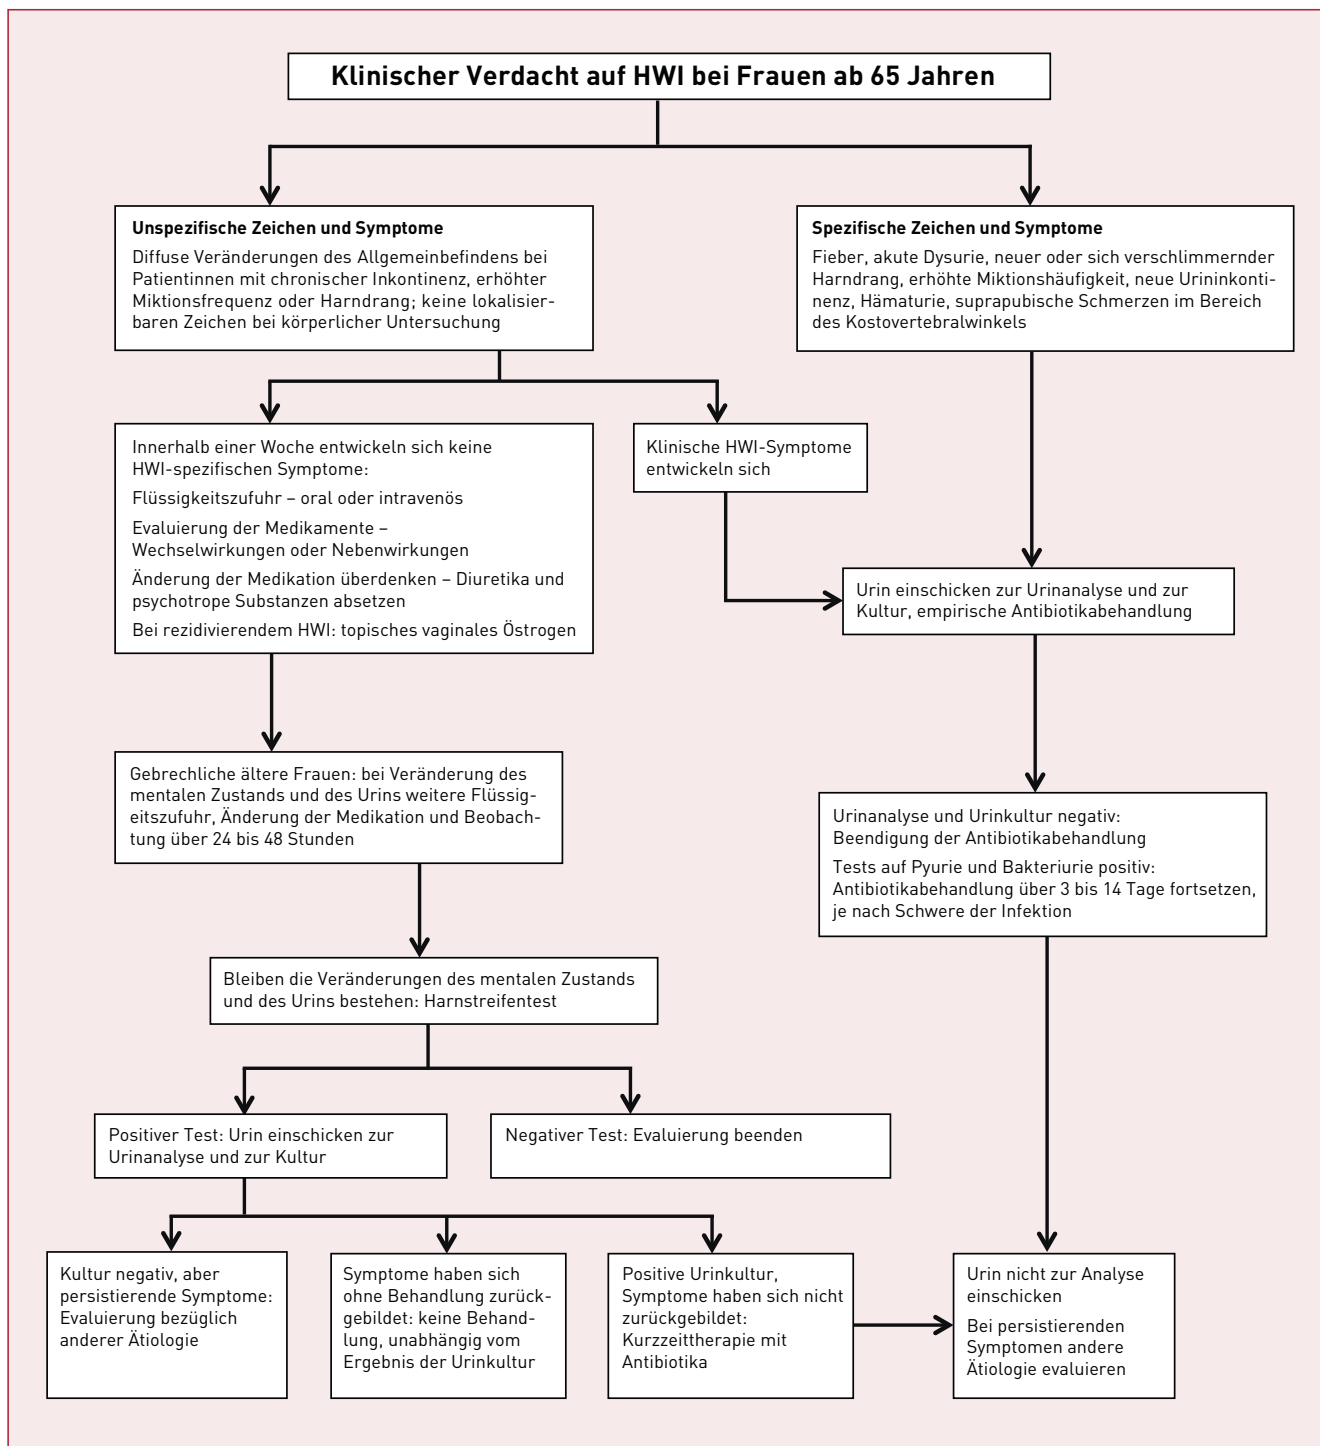 Klinischer Verdacht auf HWI bei Frauen ab 65 Jahren
Unspezifische Zeichen und Symptome
Diffuse Veränderungen des Allgemeinbefindens bei
Patientinnen mit chronischer Inkontinenz, erhöhter
Miktionsfrequenz oder Harndrang; keine lokalisier-
baren Zeichen bei körperlicher Untersuchung
Spezifische Zeichen und Symptome
Fieber, akute Dysurie, neuer oder sich verschlimmernder
Harndrang, erhöhte Miktionshäufigkeit, neue Urininkonti-
nenz, Hämaturie, suprapubische Schmerzen im Bereich
des Kostovertebralwinkels
Innerhalb einer Woche entwickeln sich keine
HWI-spezifischen Symptome:
Flüssigkeitszufuhr – oral oder intravenös
Evaluierung der Medikamente –
Wechselwirkungen oder Nebenwirkungen
Änderung der Medikation überdenken – Diuretika und
psychotrope Substanzen absetzen
Bei rezidivierendem HWI: topisches vaginales Östrogen
Klinische HWI-Symptome
entwickeln sich
Urin einschicken zur Urinanalyse und zur
Kultur, empirische Antibiotikabehandlung
Gebrechliche ältere Frauen: bei Veränderung des
mentalen Zustands und des Urins weitere Flüssig-
eitszufuhr, Änderung der Medikation und Beobach-
tung über 24 bis 48 Stunden
Urinanalyse und Urinkultur negativ:
Beendigung der Antibiotikabehandlung
Tests auf Pyurie und Bakteriurie positiv:
Antibiotikabehandlung über 3 bis 14 Tage fortsetzen,
je nach Schwere der Infektion
Bleiben die Veränderungen des mentalen Zustands
und des Urins bestehen: Harnstreifentest
Positiver Test: Urin einschicken zur
Urinanalyse und zur Kultur
Negativer Test: Evaluierung beenden
Kultur negativ, aber
persistierende Symptome:
Evaluierung bezüglich
anderer Ätiologie
Symptome haben sich
ohne Behandlung zurück-
gebildet: keine Behand-
lung, unabhängig vom
Ergebnis der Urinkultur
Positive Urinkultur,
Symptome haben sich nicht
zurückgebildet:
Kurzzeittherapie mit
Antibiotika
Urin nicht zur Analyse
einschicken
Bei persistierenden
Symptomen andere
Ätiologie evaluieren